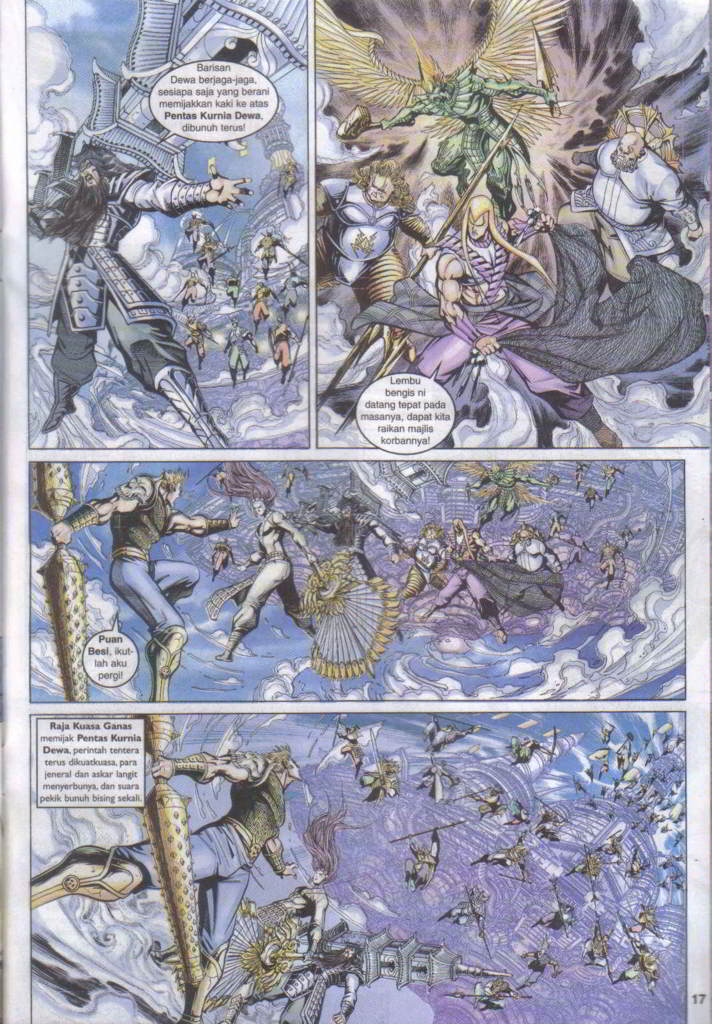 Barisan
Dewa berjaga-jaga,
sesiapa saja yang berani
memijakkan kaki ke atas
Pentas Kurnia Dewa,
dibunuh terus!
Lembu
bengis ni
datang tepat pada
masanya, dapat kita
raikan majlis
korbannya!
Puan
Besi, ikut-
lah aku
pergi!
Raja Kuasa Ganas
memijak Pentas Kurnia
Dewa, perintah tentera
terus dikuatkuasa, para
jeneral dan askar langit
menyerbunya, dan suara
pekik bunuh bising sekali.
17